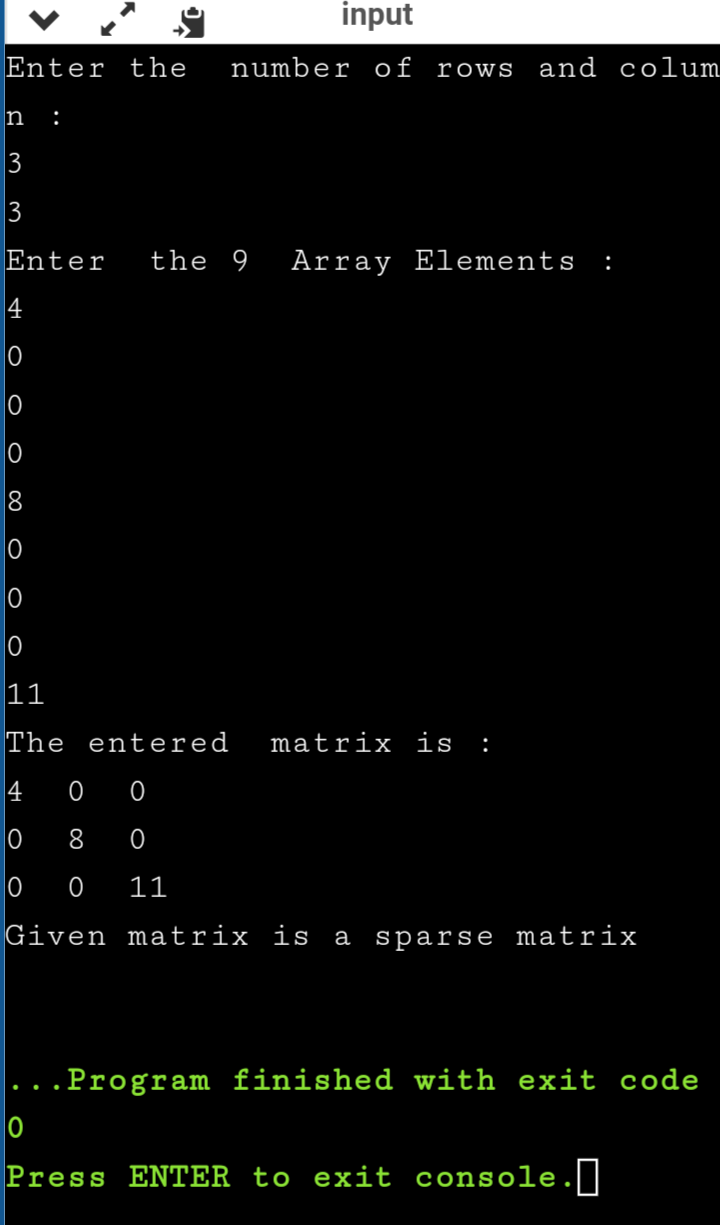 input
Enter the  number of rows and colum
n :
3
3
Enter  the 9  Array Elements :
4
0
0
0
8
0
0
0
11
The entered  matrix is :
4  0  0
0  8  0
0  0  11
Given matrix is a sparse matrix
...Program finished with exit code
0
Press ENTER to exit console.